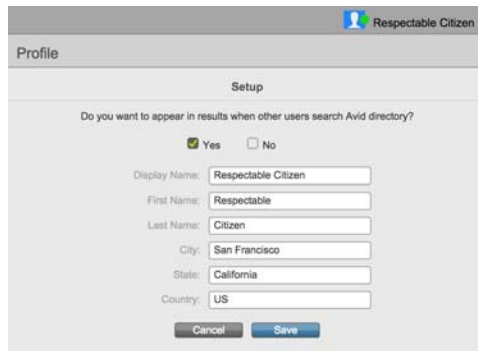 Respectable Citizen
Profile
Setup
Do you want to appear in results when other users search Avid directory?
Yes No
Display Name: Respectable Citizen
First Name: Respectable
Last Name: Citizen
City: San Francisco
State: California
Country: US
Cancel Save